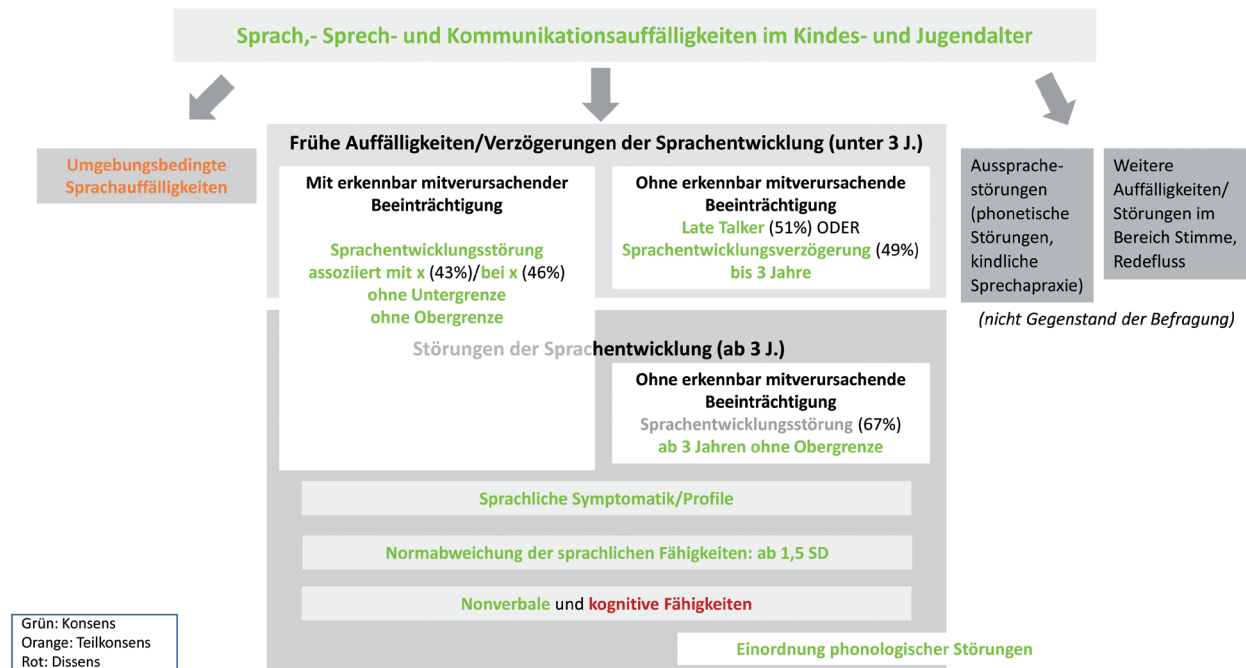 Sprach,- Sprech- und Kommunikationsauffälligkeiten im Kindes- und Jugendalter
Umgebungsbedingte
Sprachauffälligkeiten
Frühe Auffälligkeiten/Verzögerungen der Sprachentwicklung (unter 3 J.)
Mit erkennbar mitverursachender
Beeinträchtigung
Sprachentwicklungsstörung
assoziiert mit x (43%)/bei x (46%)
ohne Untergrenze
ohne Obergrenze
Ohne erkennbar mitverursachende
Beeinträchtigung
Late Talker (51%) ODER
Sprachentwicklungsverzögerung (49%)
bis 3 Jahre
Aussprache-
störungen
(phonetische
Störungen,
kindliche
Sprechapraxie)
Weitere
Auffälligkeiten/
Störungen im
Bereich Stimme,
Redefluss
(nicht Gegenstand der Befragung)
Störungen der Sprachentwicklung (ab 3 J.)
Ohne erkennbar mitverursachende
Beeinträchtigung
Sprachentwicklungsstörung (67%)
ab 3 Jahren ohne Obergrenze
Sprachliche Symptomatik/Profile
Normabweichung der sprachlichen Fähigkeiten: ab 1,5 SD
Nonverbale und kognitive Fähigkeiten
Einordnung phonologischer Störungen
Grün: Konsens
Orange: Teilkonsens
Rot: Dissens